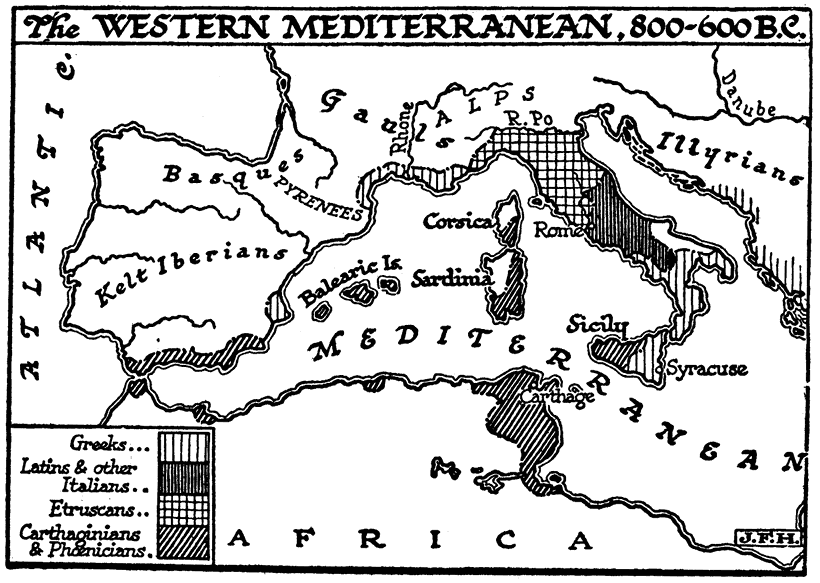 The WESTERN MEDITERRANEAN, 800-600 B.C.
ATLANTIC
Gauls
Rhone
ALPS
R. Po
Danube
Illyrians
Basques
PYRENEES
Kelt Iberians
Corsica
Rome
Balearic Is.
Sardinia
MEDITERRANEAN
Sicily
Syracuse
Carthage
Greeks...
Latins & other
Italians..
Etruscans..
Carthaginians
& Phœnicians.
AFRICA
J.F.H.